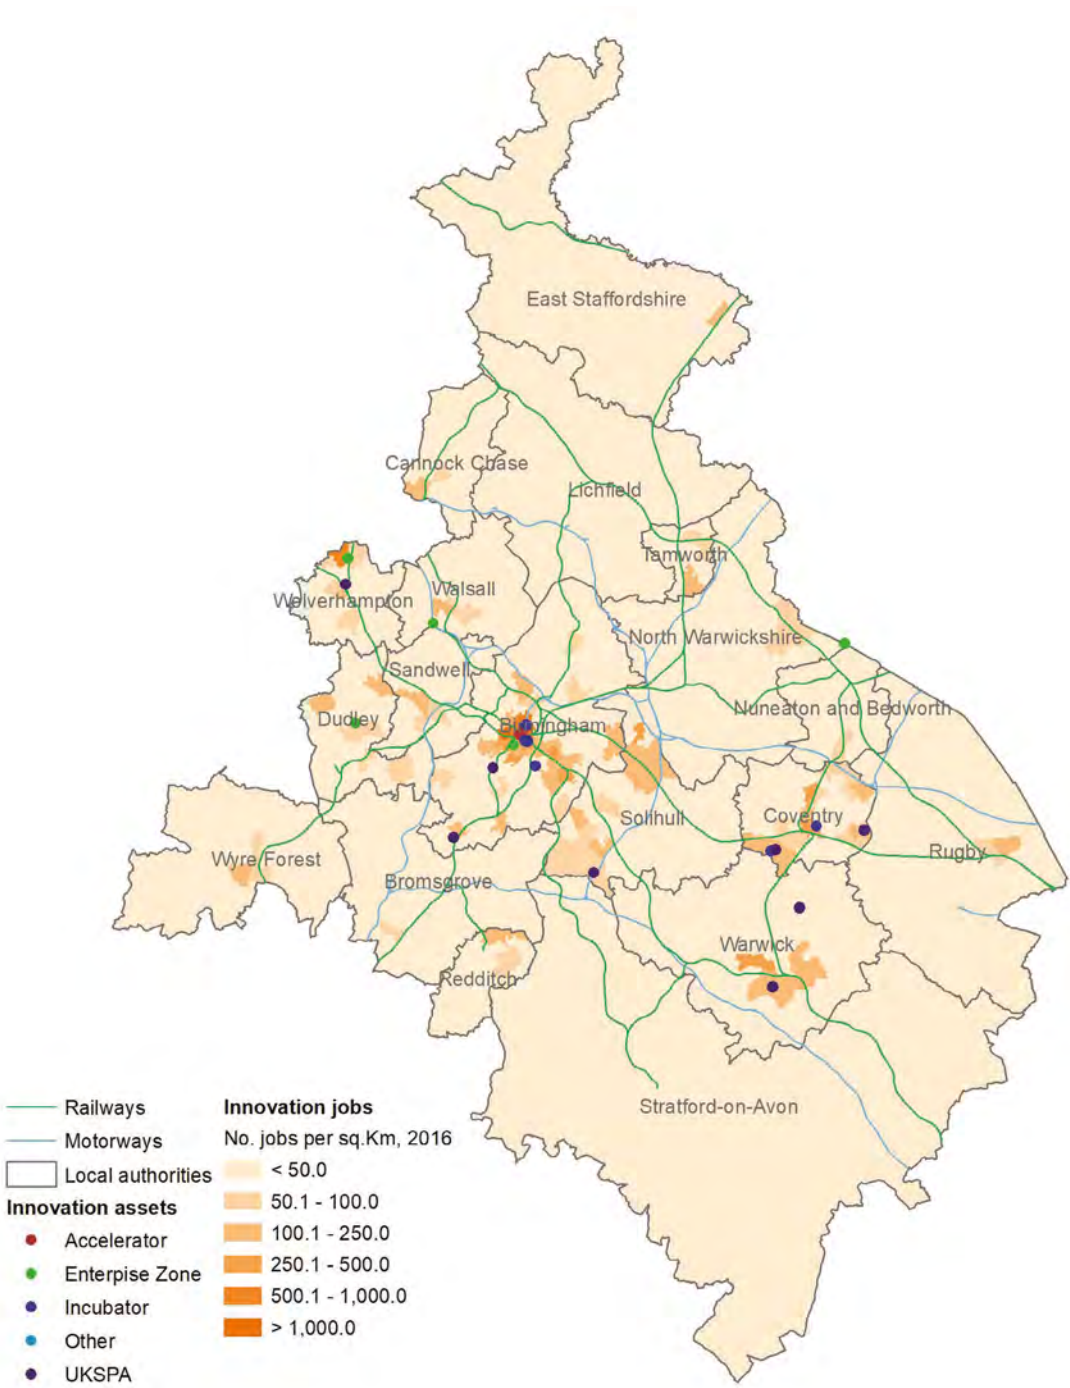 East Staffordshire
Cannock Chase
Lichfield
Tamworth
Walsall
Wolverhampton
North Warwickshire
Sandwell
Nuneaton and Bedworth
Dudley
Birmingham
Solihull
Coventry
Rugby
Wyre Forest
Bromsgrove
Warwick
Redditch
Stratford-on-Avon
Railways
Motorways
Local authorities
Innovation assets
Accelerator
Enterpise Zone
Incubator
Other
UKSPA
Innovation jobs
No. jobs per sq.Km, 2016
< 50.0
50.1 - 100.0
100.1 - 250.0
250.1 - 500.0
500.1 - 1,000.0
> 1,000.0